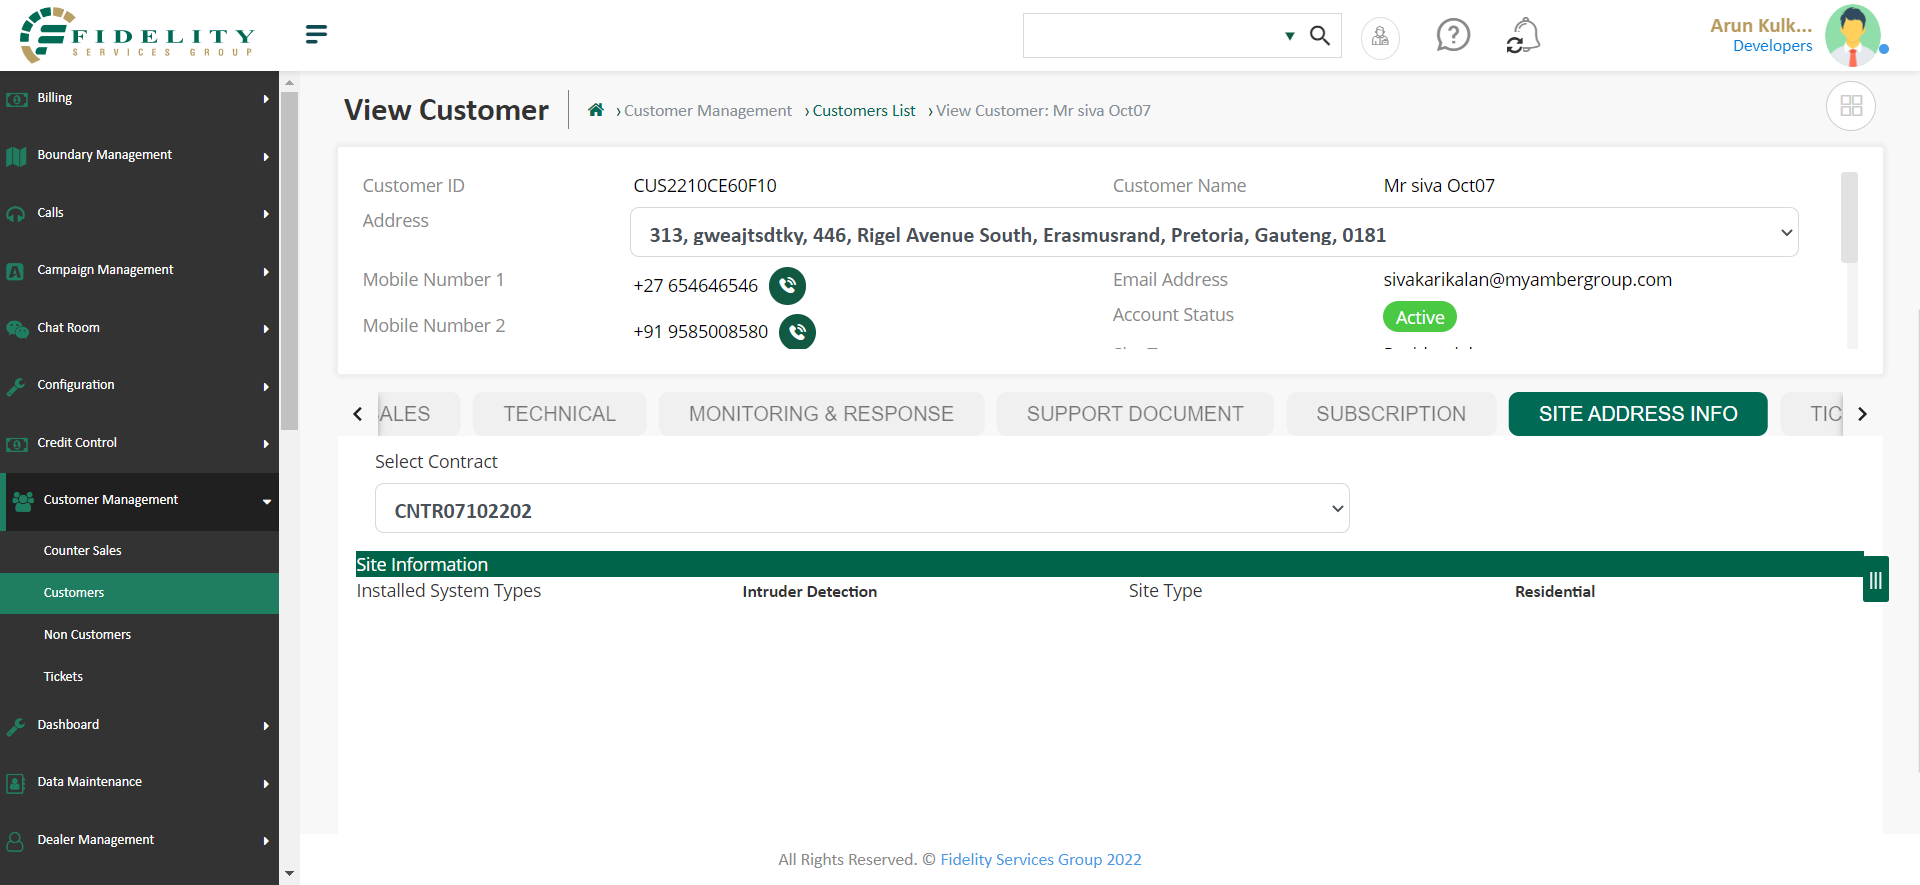 FIDELITY
SERVICES GROUP
Arun Kulk...
Developers
Billing
Boundary Management
Calls
Campaign Management
Chat Room
Configuration
Credit Control
Customer Management
Counter Sales
Customers
Non Customers
Tickets
Dashboard
Data Maintenance
Dealer Management
View Customer
› Customer Management › Customers List › View Customer: Mr siva Oct07
Customer ID CUS2210CE60F10 Customer Name Mr siva Oct07
Address 313, gweajtsdtky, 446, Rigel Avenue South, Erasmusrand, Pretoria, Gauteng, 0181
Mobile Number 1 +27 654646546 Email Address sivakarikalan@myambergroup.com
Account Status Active
Mobile Number 2 +91 9585008580
ALES TECHNICAL MONITORING & RESPONSE SUPPORT DOCUMENT SUBSCRIPTION SITE ADDRESS INFO TIC
Select Contract
CNTR07102202
Site Information
Installed System Types Intruder Detection Site Type Residential
All Rights Reserved. © Fidelity Services Group 2022